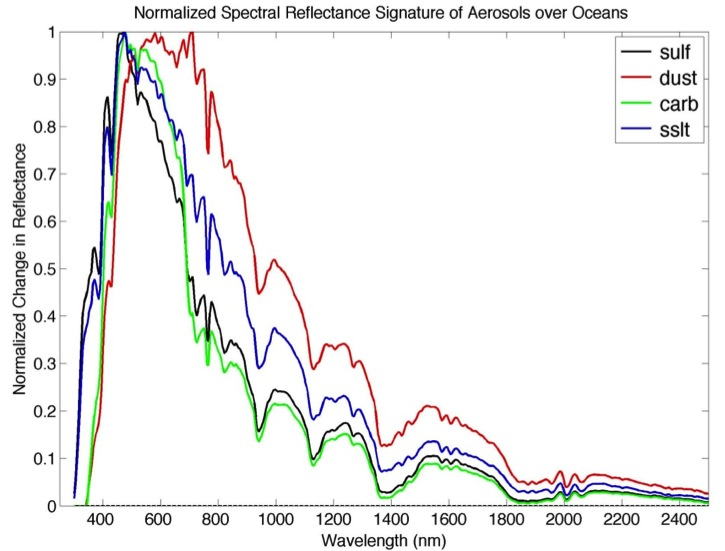 Normalized Spectral Reflectance Signature of Aerosols over Oceans
1
0.9
0.8
0.7
0.6
0.5
0.4
0.3
0.2
0.1
0
Normalized Change in Reflectance
sulf
dust
carb
sslt
400 600 800 1000 1200 1400 1600 1800 2000 2200 2400
Wavelength (nm)